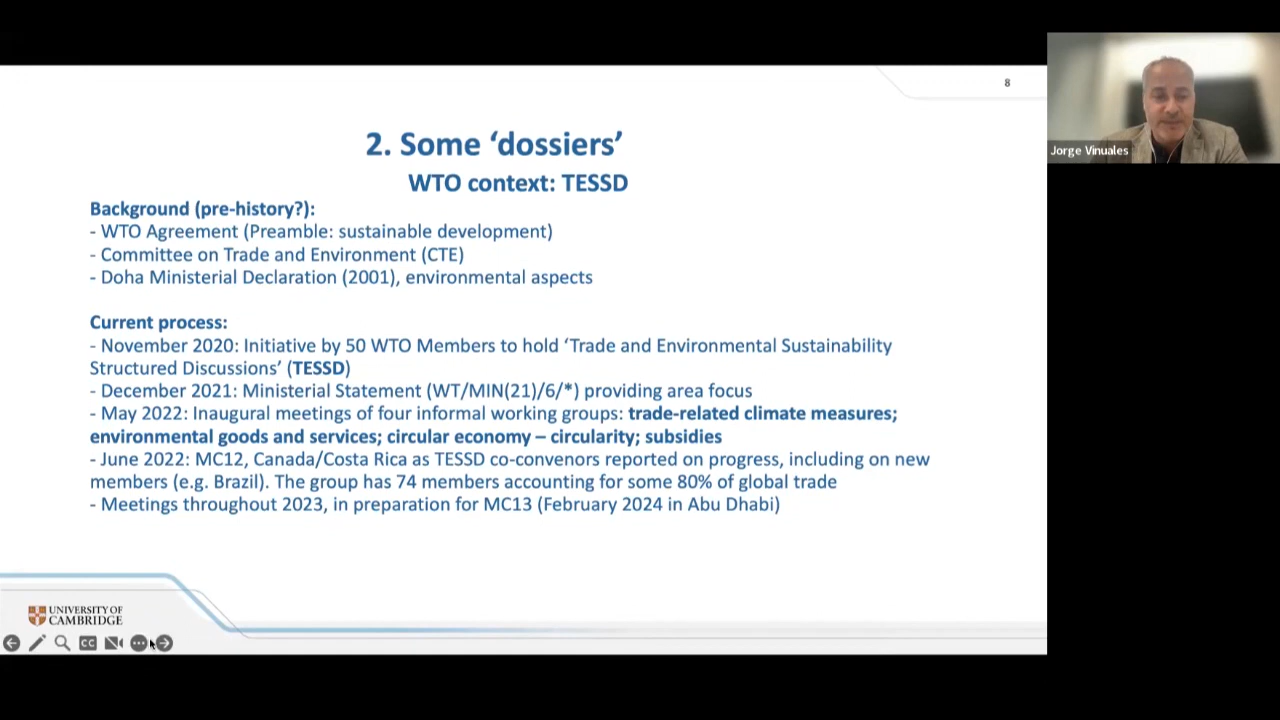 8
Jorge Vinuales
2. Some ‘dossiers’
WTO context: TESSD
Background (pre-history?):
- WTO Agreement (Preamble: sustainable development)
- Committee on Trade and Environment (CTE)
- Doha Ministerial Declaration (2001), environmental aspects
Current process:
- November 2020: Initiative by 50 WTO Members to hold ‘Trade and Environmental Sustainability
Structured Discussions’ (TESSD)
- December 2021: Ministerial Statement (WT/MIN(21)/6/*) providing area focus
- May 2022: Inaugural meetings of four informal working groups: trade-related climate measures;
environmental goods and services; circular economy – circularity; subsidies
- June 2022: MC12, Canada/Costa Rica as TESSD co-convenors reported on progress, including on new
members (e.g. Brazil). The group has 74 members accounting for some 80% of global trade
- Meetings throughout 2023, in preparation for MC13 (February 2024 in Abu Dhabi)
UNIVERSITY OF
CAMBRIDGE
CC